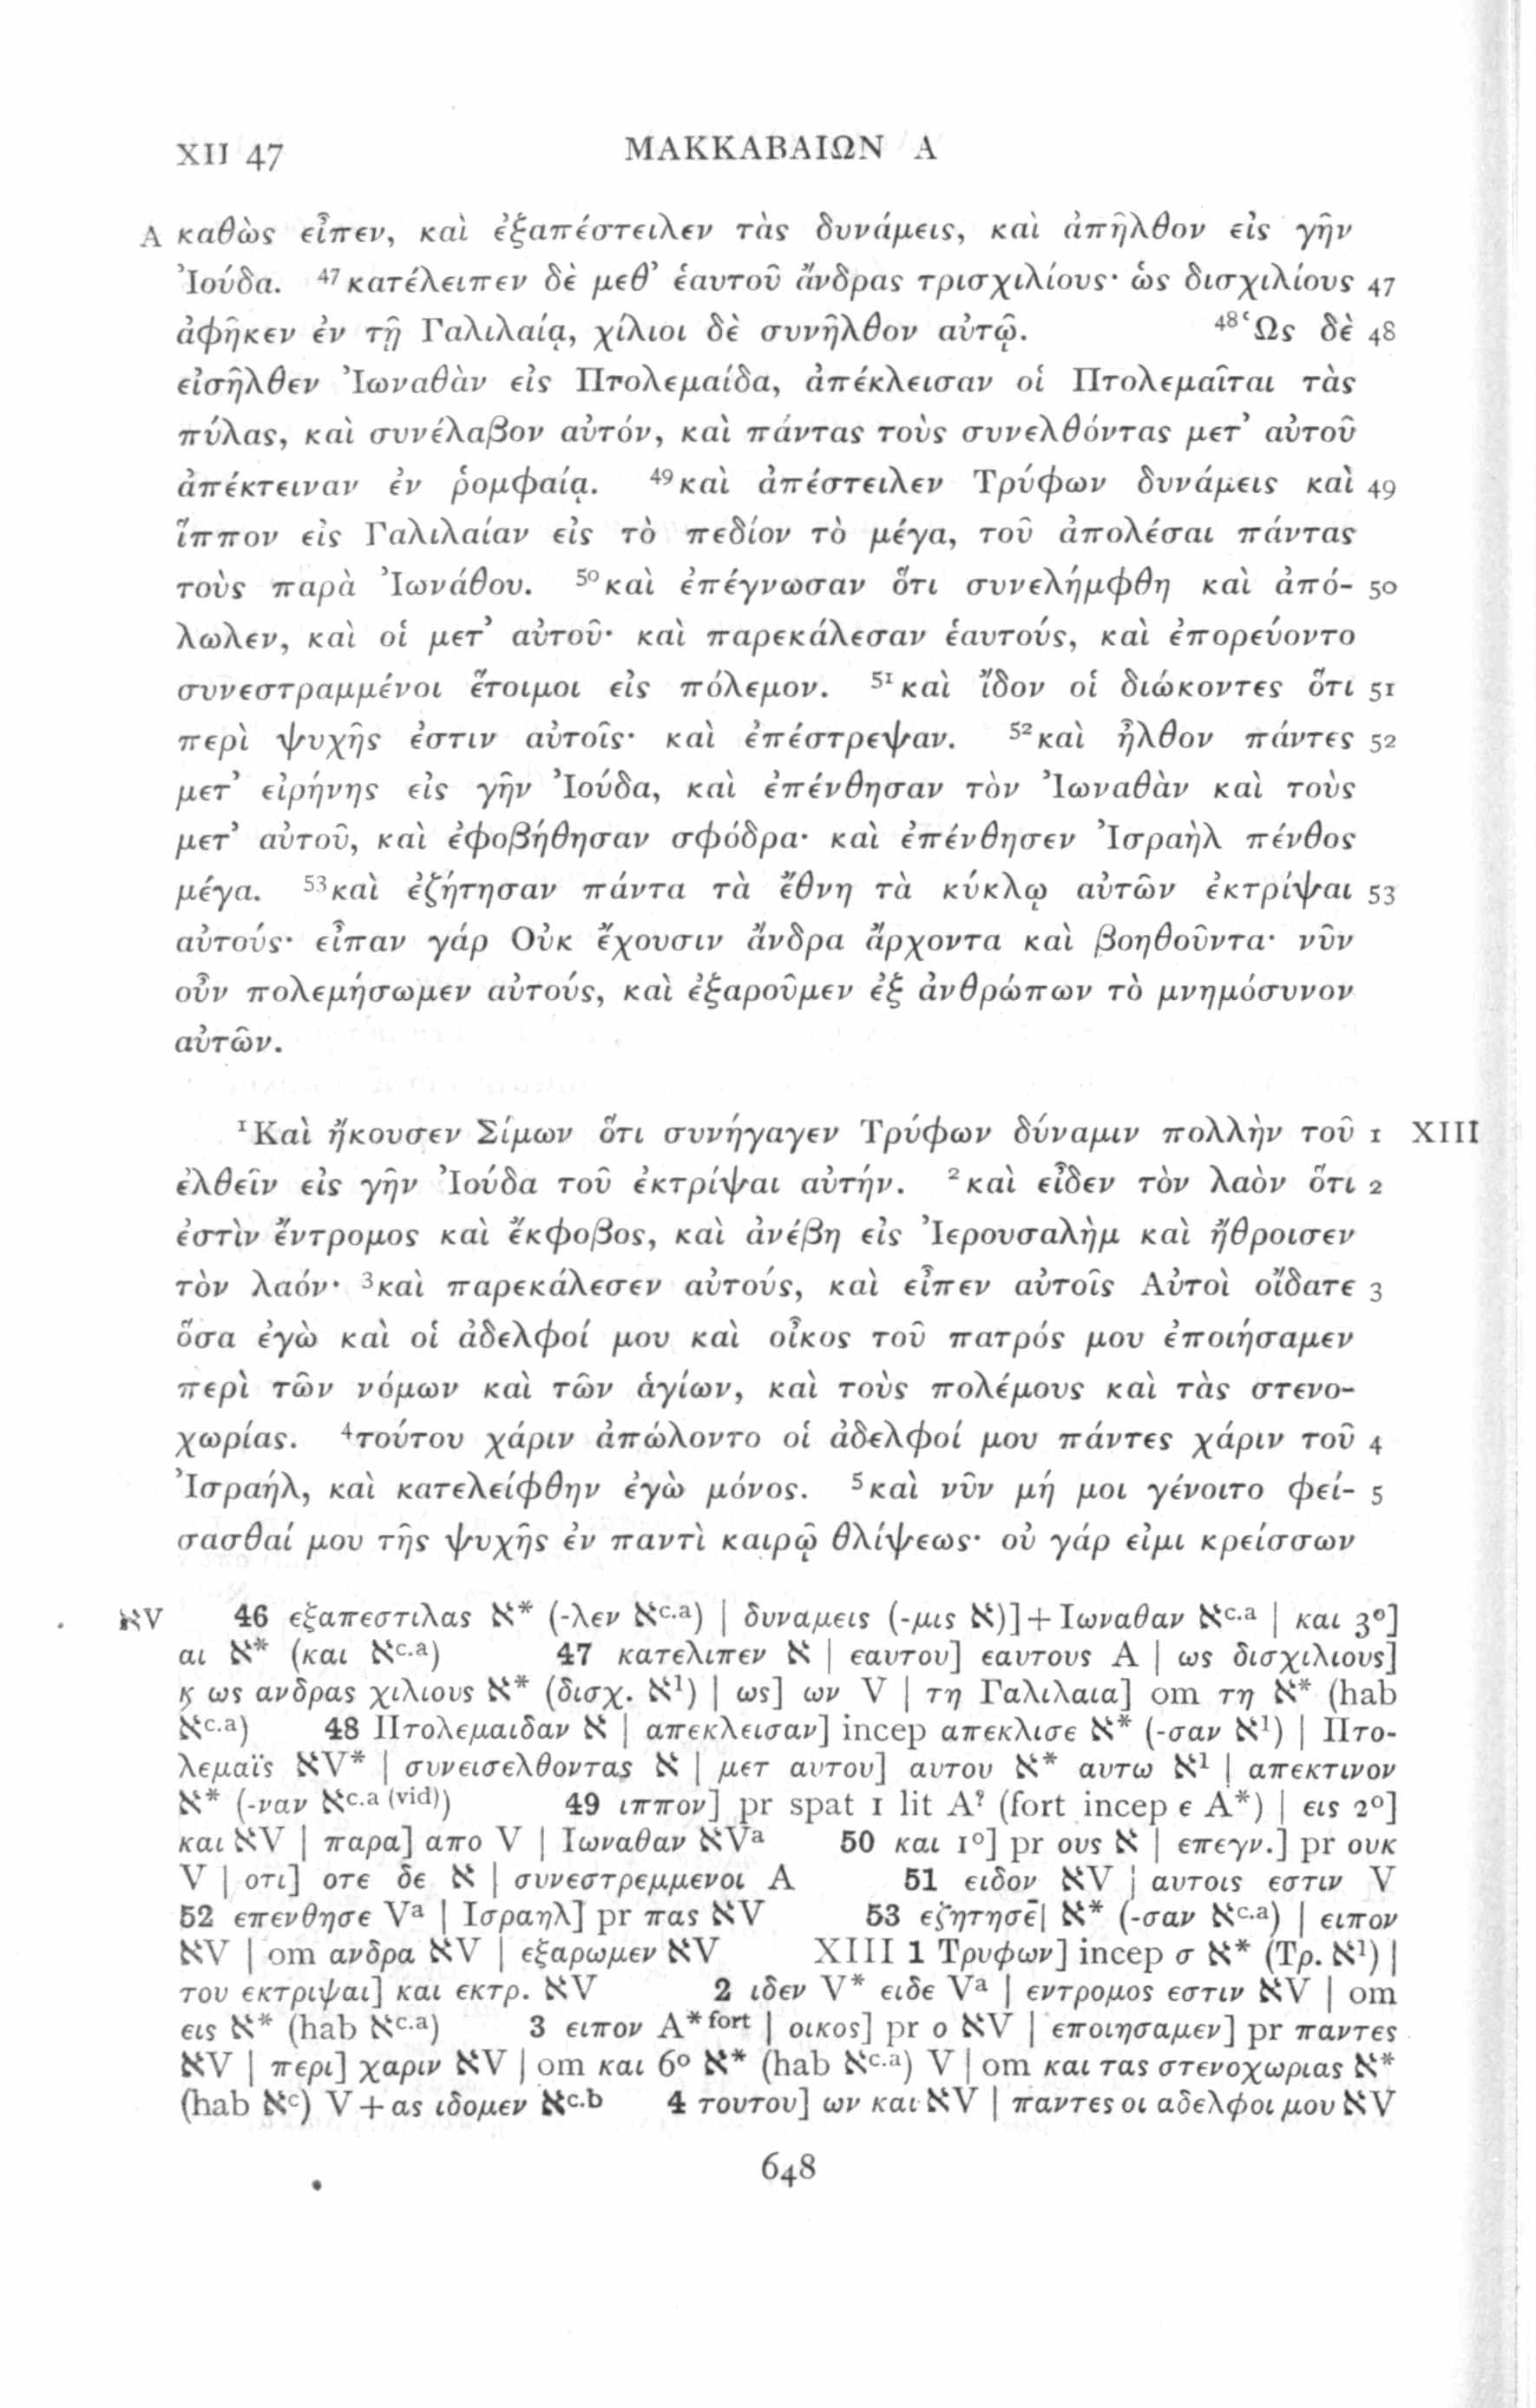 XII 47 ΜΑΚΚΑΒΑΙΩΝ Α
A καθὼς εἶπεν, καὶ ἐξαπέστειλεν τὰς δυνάμεις, καὶ ἀπῆλθον εἰς γῆν
Ἰούδα. ⁴⁷κατέλειπεν δὲ μεθ’ ἑαυτοῦ ἄνδρας τρισχιλίους· ὡς δισχιλίους 47
ἀφῆκεν ἐν τῇ Γαλιλαίᾳ, χίλιοι δὲ συνῆλθον αὐτῷ. ⁴⁸Ὡς δὲ 48
εἰσῆλθεν Ἰωναθὰν εἰς Πτολεμαίδα, ἀπέκλεισαν οἱ Πτολεμαῖται τὰς
πύλας, καὶ συνέλαβον αὐτόν, καὶ πάντας τοὺς συνελθόντας μετ’ αὐτοῦ
ἀπέκτειναν ἐν ῥομφαίᾳ. ⁴⁹καὶ ἀπέστειλεν Τρύφων δυνάμεις καὶ 49
ἵππον εἰς Γαλιλαίαν εἰς τὸ πεδίον τὸ μέγα, τοῦ ἀπολέσαι πάντας
τοὺς παρὰ Ἰωνάθου. ⁵⁰καὶ ἐπέγνωσαν ὅτι συνελήμφθη καὶ ἀπό- 50
λωλεν, καὶ οἱ μετ’ αὐτοῦ· καὶ παρεκάλεσαν ἑαυτούς, καὶ ἐπορεύοντο
συνεστραμμένοι ἕτοιμοι εἰς πόλεμον. ⁵¹καὶ ἴδον οἱ διώκοντες ὅτι 51
περὶ ψυχῆς ἐστιν αὐτοῖς· καὶ ἐπέστρεψαν. ⁵²καὶ ἦλθον πάντες 52
μετ’ εἰρήνης εἰς γῆν Ἰούδα, καὶ ἐπένθησαν τὸν Ἰωναθὰν καὶ τοὺς
μετ’ αὐτοῦ, καὶ ἐφοβήθησαν σφόδρα· καὶ ἐπένθησεν Ἰσραὴλ πένθος
μέγα. ⁵³καὶ ἐζήτησαν πάντα τὰ ἔθνη τὰ κύκλῳ αὐτῶν ἐκτρίψαι 53
αὐτούς· εἶπαν γάρ Οὐκ ἔχουσιν ἄνδρα ἄρχοντα καὶ βοηθοῦντα· νῦν
οὖν πολεμήσωμεν αὐτούς, καὶ ἐξαροῦμεν ἐξ ἀνθρώπων τὸ μνημόσυνον
αὐτῶν.
¹Καὶ ἤκουσεν Σίμων ὅτι συνήγαγεν Τρύφων δύναμιν πολλὴν τοῦ 1 XIII
ἐλθεῖν εἰς γῆν Ἰούδα τοῦ ἐκτρίψαι αὐτήν. ²καὶ εἶδεν τὸν λαὸν ὅτι 2
ἐστὶν ἔντρομος καὶ ἔκφοβος, καὶ ἀνέβη εἰς Ἰερουσαλὴμ καὶ ἤθροισεν
τὸν λαόν· ³καὶ παρεκάλεσεν αὐτούς, καὶ εἶπεν αὐτοῖς Αὐτοὶ οἴδατε 3
ὅσα ἐγὼ καὶ οἱ ἀδελφοί μου καὶ οἶκος τοῦ πατρός μου ἐποιήσαμεν
περὶ τῶν νόμων καὶ τῶν ἁγίων, καὶ τοὺς πολέμους καὶ τὰς στενο-
χωρίας. ⁴τούτου χάριν ἀπώλοντο οἱ ἀδελφοί μου πάντες χάριν τοῦ 4
Ἰσραήλ, καὶ κατελείφθην ἐγὼ μόνος. ⁵καὶ νῦν μή μοι γένοιτο φεί- 5
σασθαί μου τῆς ψυχῆς ἐν παντὶ καιρῷ θλίψεως· οὐ γάρ εἰμι κρείσσων
אV 46 εξαπεστιλας א* (-λεν אc.a) | δυναμεις (-μις א)] + Ιωναθαν אc.a | και 3°]
αι א* (και אc.a) 47 κατελιπεν א | εαυτου] εαυτους A | ως δισχιλιους]
ϗ ως ανδρας χιλιους א* (δισχ. א1) | ως] ων V | τη Γαλιλαια] om τη א* (hab
אc.a) 48 Πτολεμαιδαν א | απεκλεισαν] incep απεκλισε א* (-σαν א1) | Πτο-
λεμαϊς אV* | συνεισελθοντας א | μετ αυτου] αυτου א* αυτω א1 | απεκτινον
א* (-ναν אc.a (vid)) 49 ιππον] pr spat 1 lit A? (fort incep ε A*) | εις 2°]
και אV | παρα] απο V | Ιωναθαν אVa 50 και 1°] pr ους א | επεγν.] pr ουκ
V | οτι] οτε δε א | συνεστρεμμενοι A 51 ειδον אV | αυτοις εστιν V
52 επενθησε Va | Ισραηλ] pr πας אV 53 εζητησε̄| א* (-σαν אc.a) | ειπον
אV | om ανδρα אV | εξαρωμεν אV XIII 1 Τρυφων] incep σ א* (Τρ. א1) |
του εκτριψαι] και εκτρ. אV 2 ιδεν V* ειδε Va | εντρομος εστιν אV | om
εις א* (hab אc.a) 3 ειπον A*fort | οικος] pr ο אV | εποιησαμεν] pr παντες
אV | περι] χαριν אV | om και 6° א* (hab אc.a) V | om και τας στενοχωριας א*
(hab אc) V + ας ιδομεν אc.b 4 τουτου] ων και אV | παντες οι αδελφοι μου אV
648